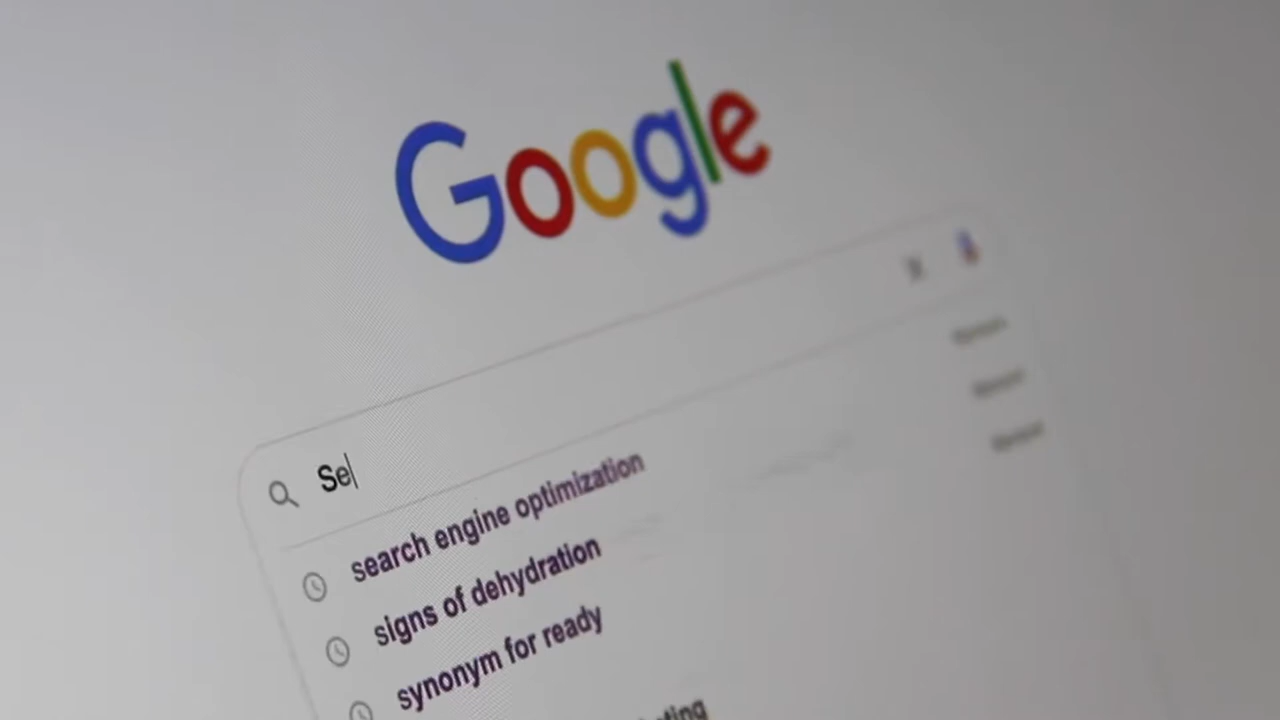 Google
Se
search engine optimization
signs of dehydration
synonym for ready